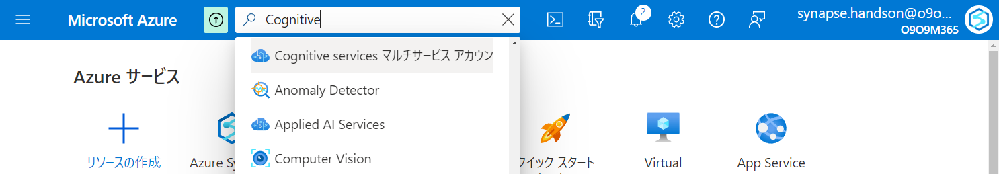 Microsoft Azure
Cognitive
2
synapse.handson@o9o...
O9O9M365
Cognitive services マルチサービス アカウン
Azure サービス
Anomaly Detector
Applied AI Services
Computer Vision
リソースの作成
Azure Sy
イック スタート
Virtual
App Service